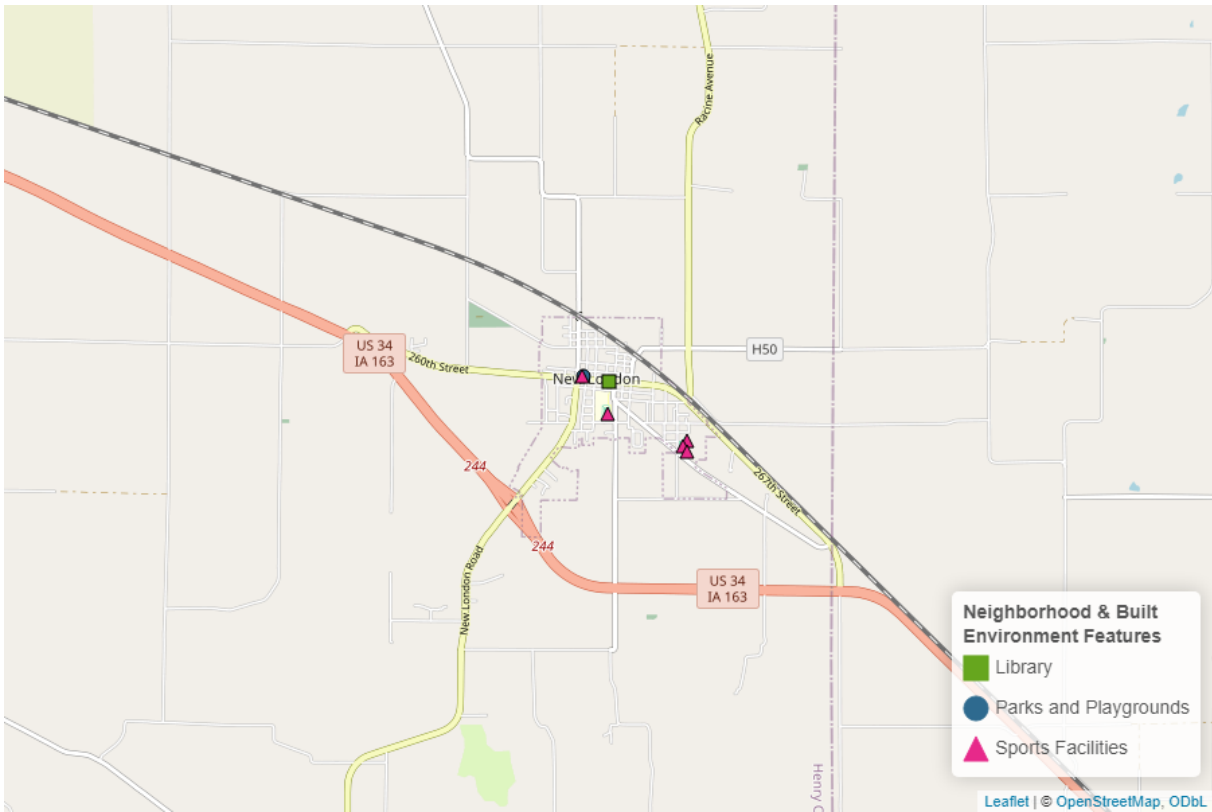 Racine Avenue
US 34
IA 163
260th Street
H50
New London
244
267th Street
244
New London Road
US 34
IA 163
Neighborhood & Built
Environment Features
Library
Parks and Playgrounds
Sports Facilities
Henry C
Leaflet | © OpenStreetMap, ODbL